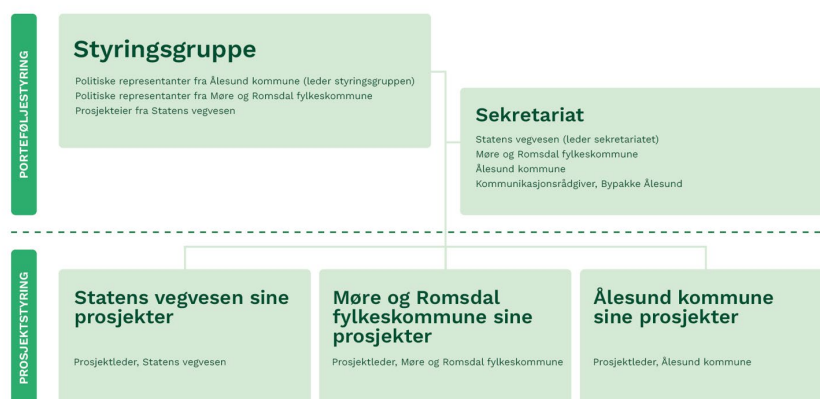 PORTEFØLJESTYRING
Styringsgruppe
Politiske representanter fra Ålesund kommune (leder styringsgruppen)
Politiske representanter fra Møre og Romsdal fylkeskommune
Prosjekteier fra Statens vegvesen
Sekretariat
Statens vegvesen (leder sekretariatet)
Møre og Romsdal fylkeskommune
Ålesund kommune
Kommunikasjonsrådgiver, Bypakke Ålesund
PROSJEKTSTYRING
Statens vegvesen sine
prosjekter
Prosjektleder, Statens vegvesen
Møre og Romsdal
fylkeskommune sine
prosjekter
Prosjektleder, Møre og Romsdal fylkeskommune
Ålesund kommune
sine prosjekter
Prosjektleder, Ålesund kommune